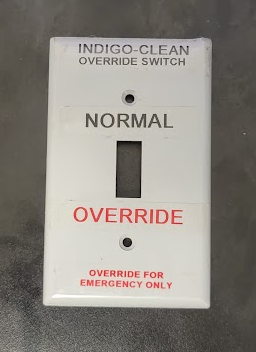 INDIGO-CLEAN
OVERRIDE SWITCH
NORMAL
OVERRIDE
OVERRIDE FOR
EMERGENCY ONLY